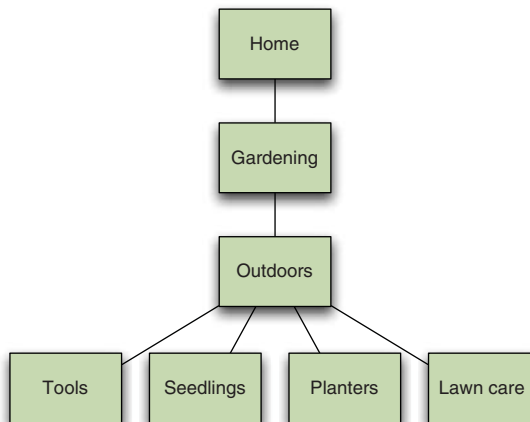 Home
Gardening
Outdoors
Tools
Seedlings
Planters
Lawn care